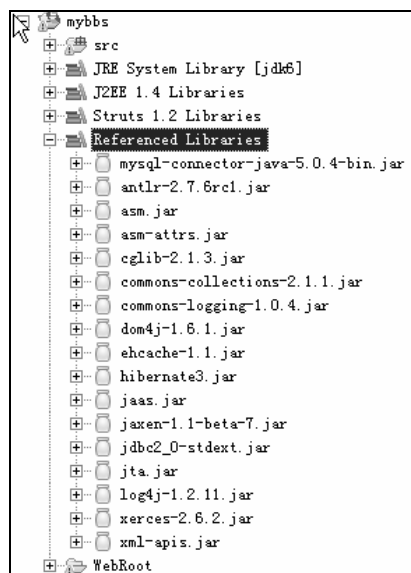 mybbs
src
JRE System Library [jdk6]
J2EE 1.4 Libraries
Struts 1.2 Libraries
Referenced Libraries
mysql-connector-java-5.0.4-bin.jar
antlr-2.7.6rc1.jar
asm.jar
asm-attrs.jar
cglib-2.1.3.jar
commons-collections-2.1.1.jar
commons-logging-1.0.4.jar
dom4j-1.6.1.jar
ehcache-1.1.jar
hibernate3.jar
jaas.jar
jaxen-1.1-beta-7.jar
jdbc2_0-stdext.jar
jta.jar
log4j-1.2.11.jar
xerces-2.6.2.jar
xml-apis.jar
WebRoot